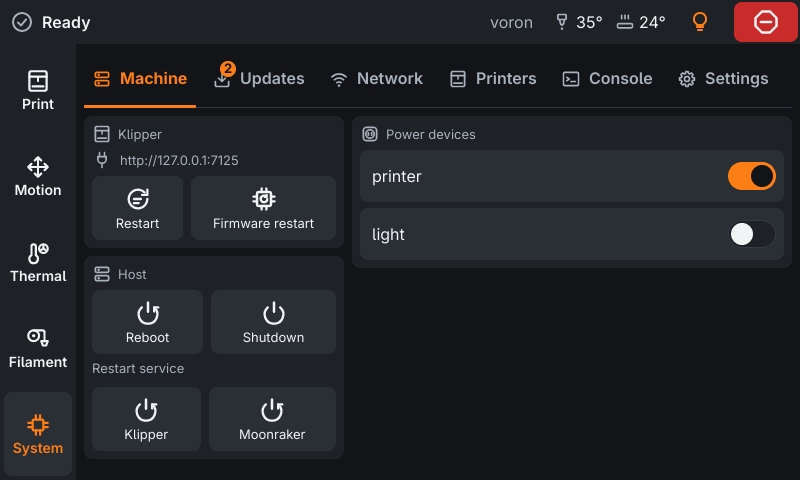 Ready
voron
35°
24°
Print
Motion
Thermal
Filament
System
Machine
2
Updates
Network
Printers
Console
Settings
Klipper
http://127.0.0.1:7125
Restart
Firmware restart
Host
Reboot
Shutdown
Restart service
Klipper
Moonraker
Power devices
printer
light